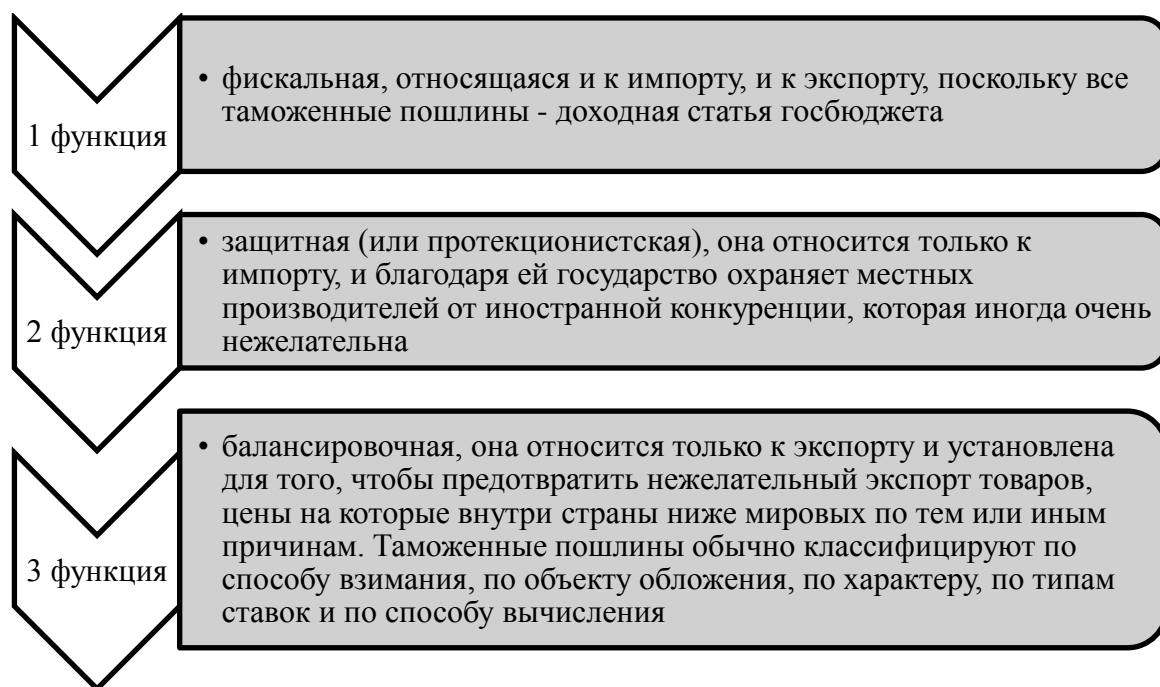 1 функция
• фискальная, относящаяся и к импорту, и к экспорту, поскольку все
таможенные пошлины - доходная статья госбюджета
2 функция
• защитная (или протекционистская), она относится только к
импорту, и благодаря ей государство охраняет местных
производителей от иностранной конкуренции, которая иногда очень
нежелательна
3 функция
• балансировочная, она относится только к экспорту и установлена
для того, чтобы предотвратить нежелательный экспорт товаров,
цены на которые внутри страны ниже мировых по тем или иным
причинам. Таможенные пошлины обычно классифицируют по
способу взимания, по объекту обложения, по характеру, по типам
ставок и по способу вычисления